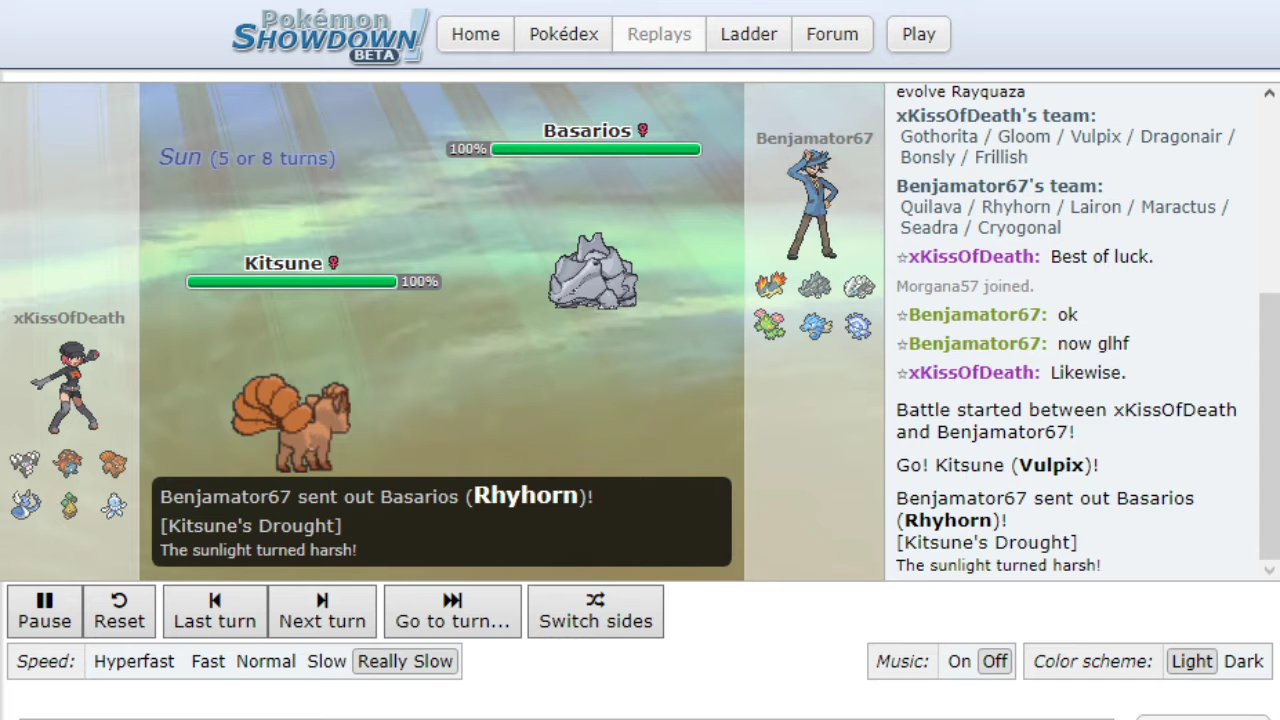 Pokémon
SHOWDOWN!
BETA
Home
Pokédex
Replays
Ladder
Forum
Play
xKissOfDeath
Sun (5 or 8 turns)
Basarios ♀
100%
Kitsune ♀
100%
Benjamator67 sent out Basarios (Rhyhorn)!
[Kitsune's Drought]
The sunlight turned harsh!
Benjamator67
evolve Rayquaza
xKissOfDeath's team:
Gothorita / Gloom / Vulpix / Dragonair /
Bonsly / Frillish
Benjamator67's team:
Quilava / Rhyhorn / Lairon / Maractus /
Seadra / Cryogonal
☆xKissOfDeath: Best of luck.
Morgana57 joined.
☆Benjamator67: ok
☆Benjamator67: now glhf
☆xKissOfDeath: Likewise.
Battle started between xKissOfDeath
and Benjamator67!
Go! Kitsune (Vulpix)!
Benjamator67 sent out Basarios
(Rhyhorn)!
[Kitsune's Drought]
The sunlight turned harsh!
Pause
Reset
Last turn
Next turn
Go to turn...
Switch sides
Speed: Hyperfast Fast Normal Slow Really Slow
Music: On Off
Color scheme: Light Dark